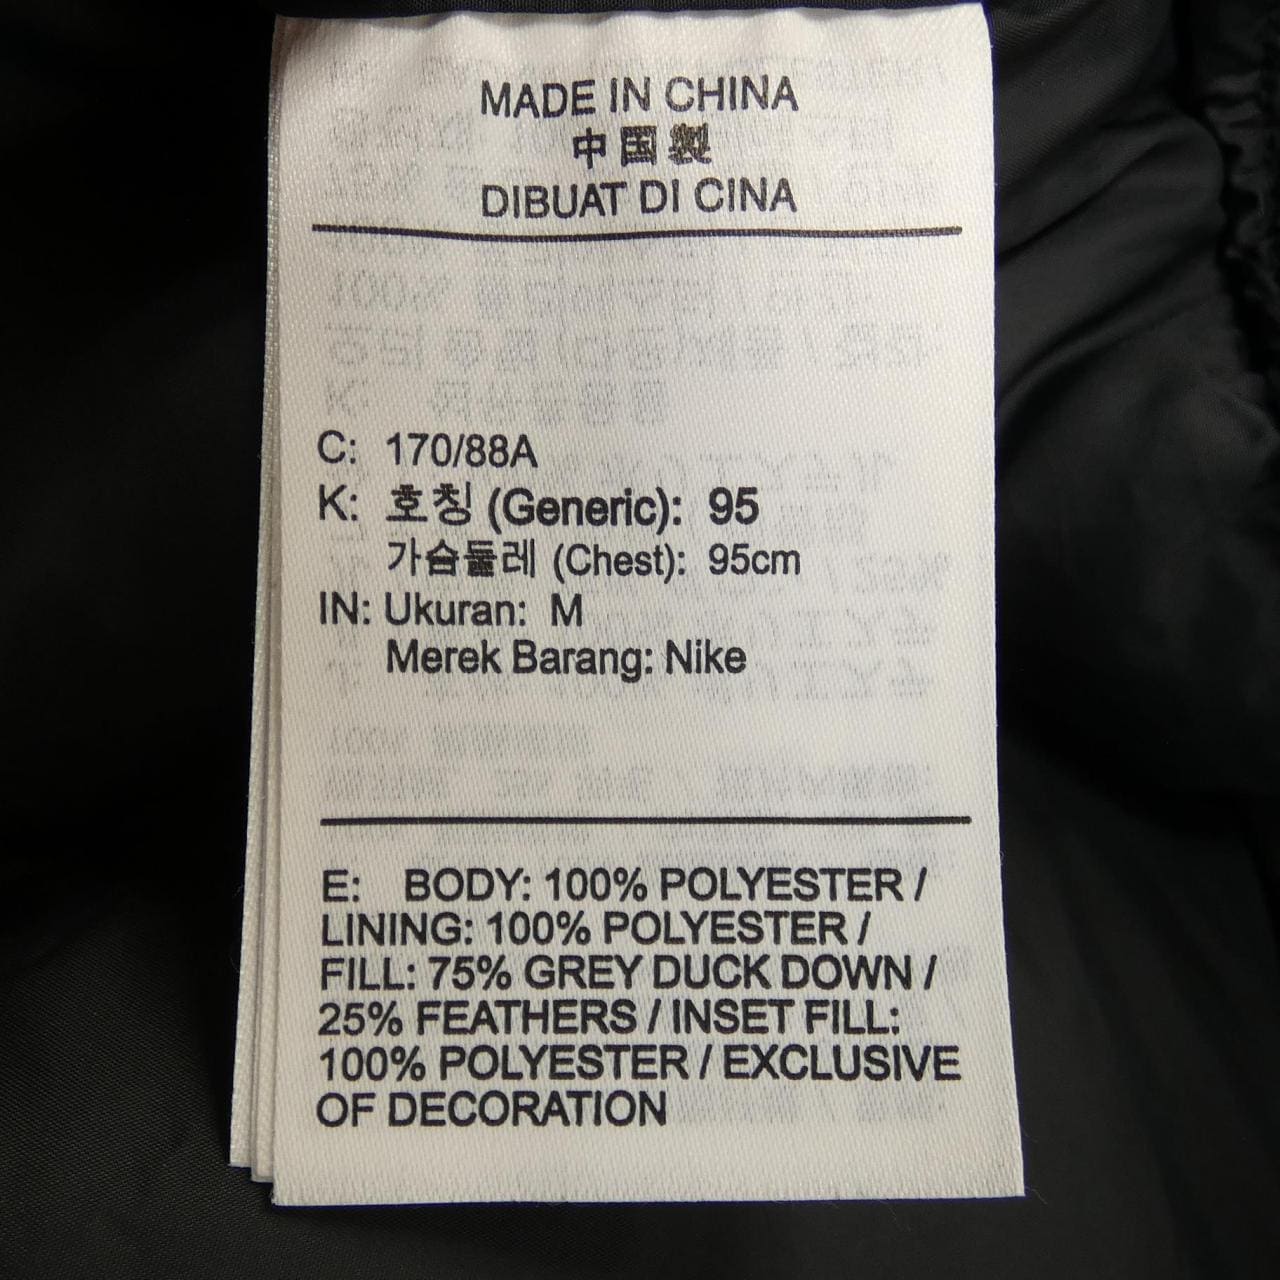 MADE IN CHINA
中国製
DIBUAT DI CINA
C: 170/88A
K: 호칭 (Generic): 95
가슴둘레 (Chest): 95cm
IN: Ukuran: M
Merek Barang: Nike
E: BODY: 100% POLYESTER /
LINING: 100% POLYESTER /
FILL: 75% GREY DUCK DOWN /
25% FEATHERS / INSET FILL:
100% POLYESTER / EXCLUSIVE
OF DECORATION